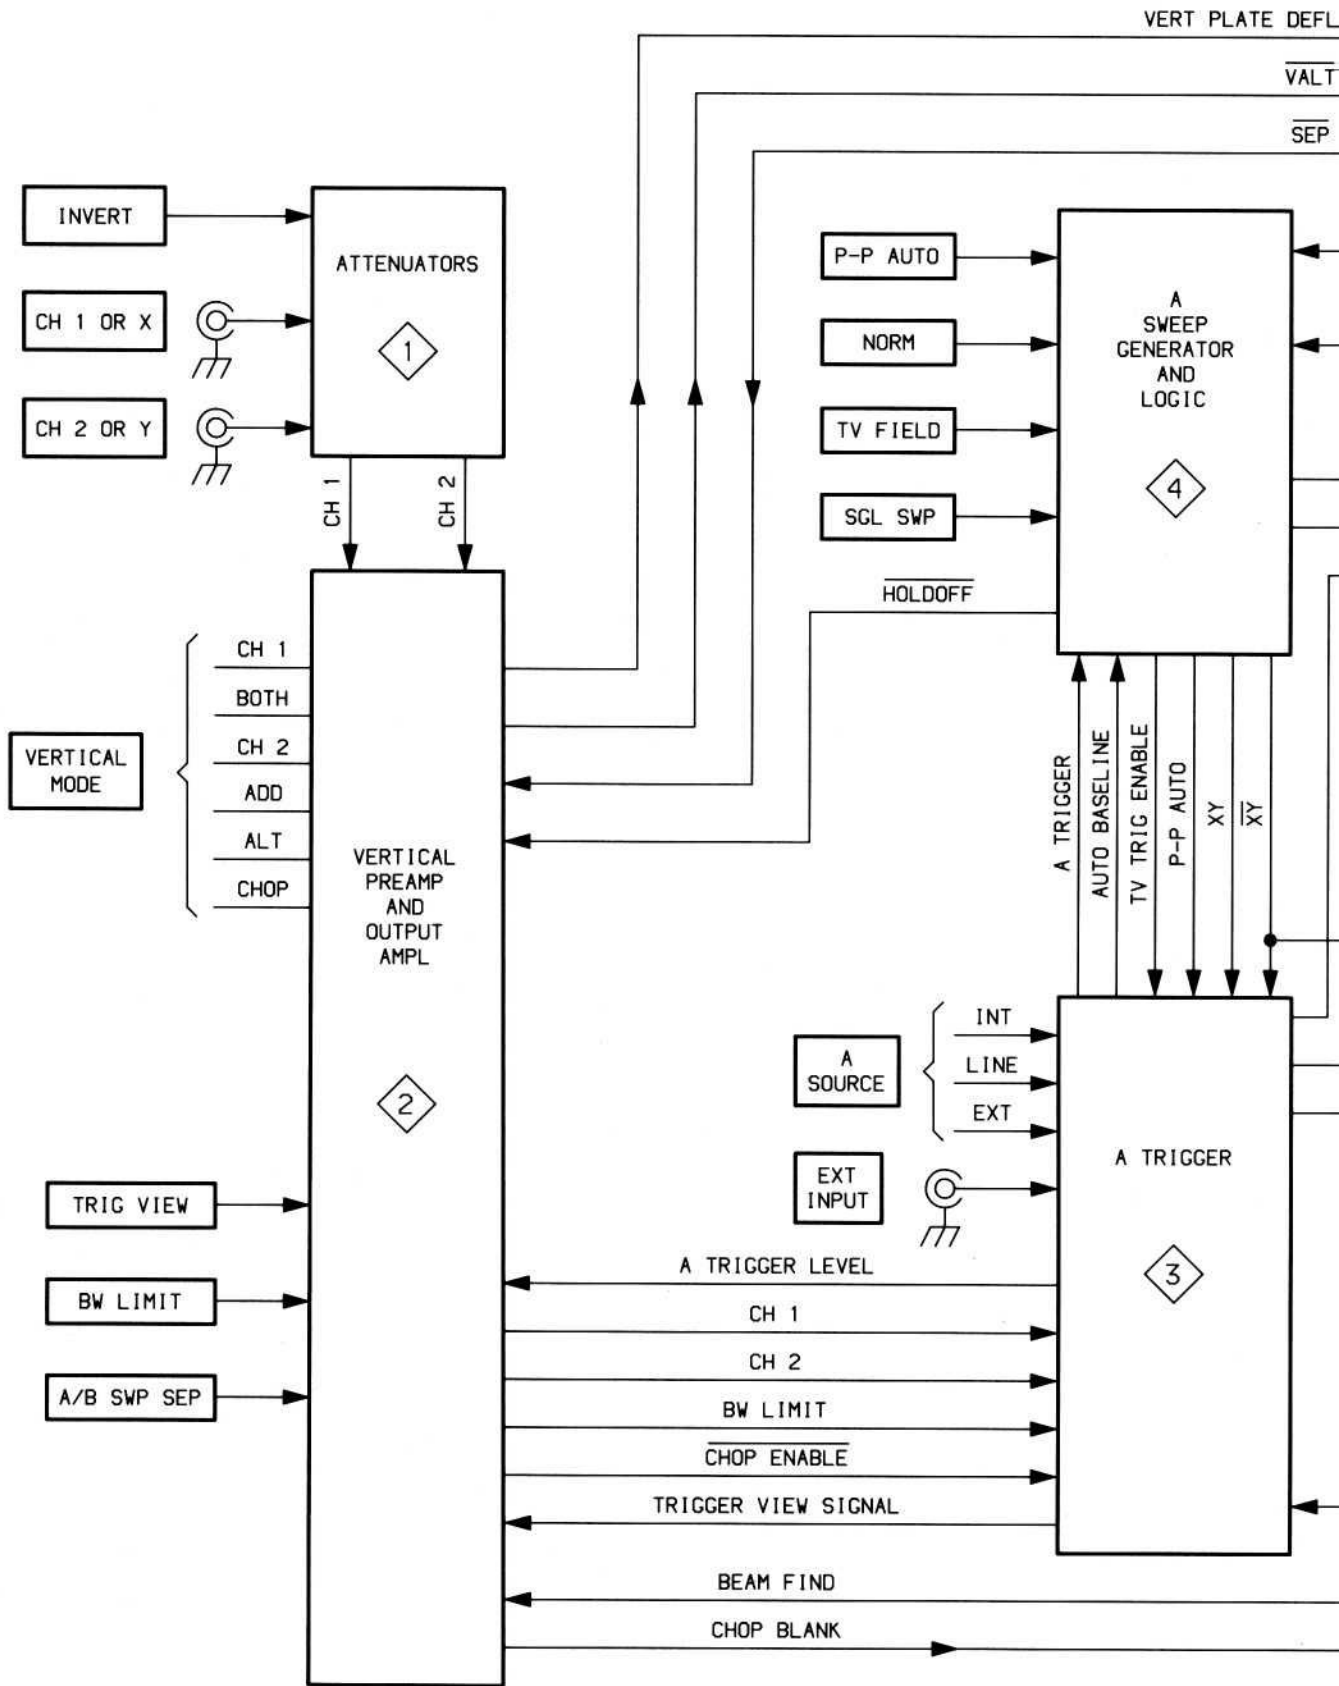 VERT PLATE DEFL
VALT
SEP
INVERT
CH 1 OR X
CH 2 OR Y
ATTENUATORS
1
CH 1
CH 2
P-P AUTO
NORM
TV FIELD
SGL SWP
A
SWEEP
GENERATOR
AND
LOGIC
4
HOLDOFF
VERTICAL
MODE
CH 1
BOTH
CH 2
ADD
ALT
CHOP
VERTICAL
PREAMP
AND
OUTPUT
AMPL
2
A TRIGGER
AUTO BASELINE
TV TRIG ENABLE
P-P AUTO
XY
XY
A
SOURCE
INT
LINE
EXT
EXT
INPUT
A TRIGGER
3
TRIG VIEW
BW LIMIT
A/B SWP SEP
A TRIGGER LEVEL
CH 1
CH 2
BW LIMIT
CHOP ENABLE
TRIGGER VIEW SIGNAL
BEAM FIND
CHOP BLANK